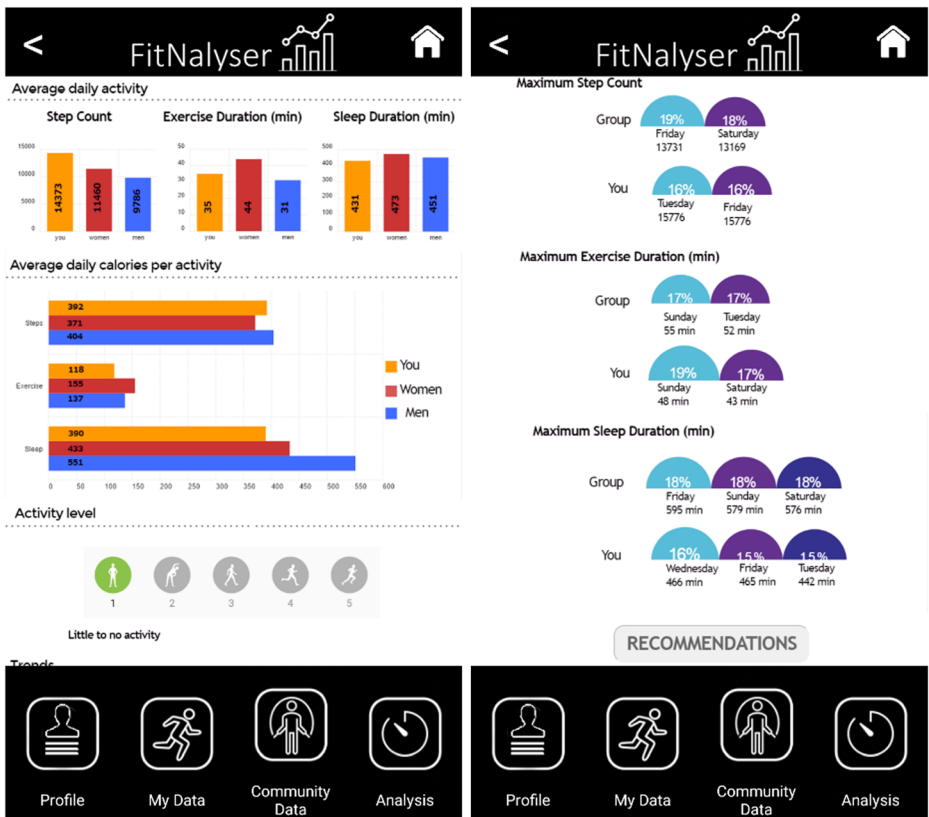 <
FitNalyser
Average daily activity
Step Count
Exercise Duration (min)
Sleep Duration (min)
15000
10000
5000
0
14373
11460
9786
you
women
men
50
40
30
20
10
0
35
44
31
you
women
men
500
400
300
200
100
0
431
473
451
you
women
men
Average daily calories per activity
Steps
392
371
404
Exercise
118
155
137
Sleep
390
433
551
0 50 100 150 200 250 300 350 400 450 500 600
You
Women
Men
Activity level
1 2 3 4 5
Little to no activity
Trends
Profile
My Data
Community
Data
Analysis
<
FitNalyser
Maximum Step Count
Group
19% 18%
Friday Saturday
13731 13169
You
16% 16%
Tuesday Friday
15776 15776
Maximum Exercise Duration (min)
Group
17% 17%
Sunday Tuesday
55 min 52 min
You
19% 17%
Sunday Saturday
48 min 43 min
Maximum Sleep Duration (min)
Group
18% 18% 18%
Friday Sunday Saturday
595 min 579 min 576 min
You
16% 15% 15%
Wednesday Friday Tuesday
466 min 465 min 442 min
RECOMMENDATIONS
Profile
My Data
Community
Data
Analysis